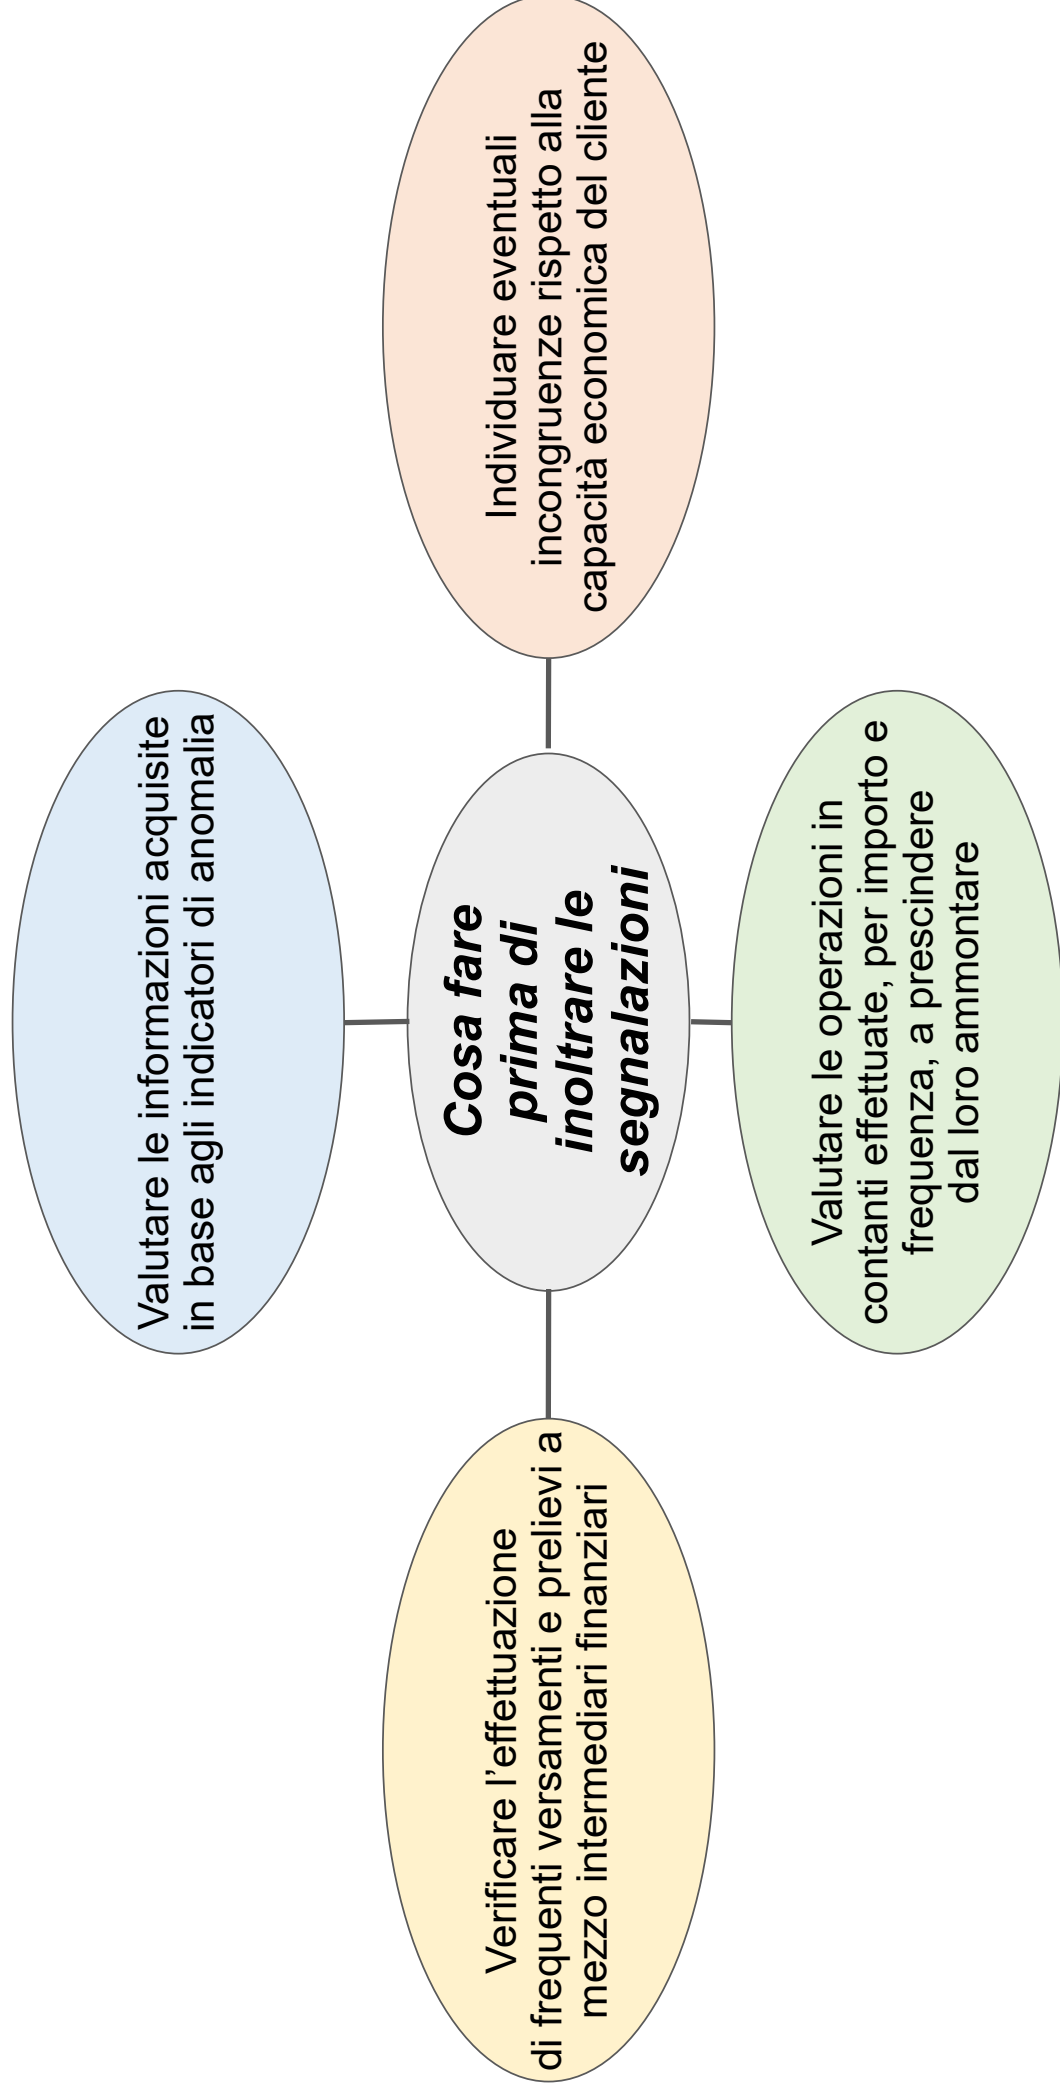 Valutare le informazioni acquisite
in base agli indicatori di anomalia
Verificare l’effettuazione
di frequenti versamenti e prelievi a
mezzo intermediari finanziari
Cosa fare
prima di
inoltrare le
segnalazioni
Individuare eventuali
incongruenze rispetto alla
capacità economica del cliente
Valutare le operazioni in
contanti effettuate, per importo e
frequenza, a prescindere
dal loro ammontare